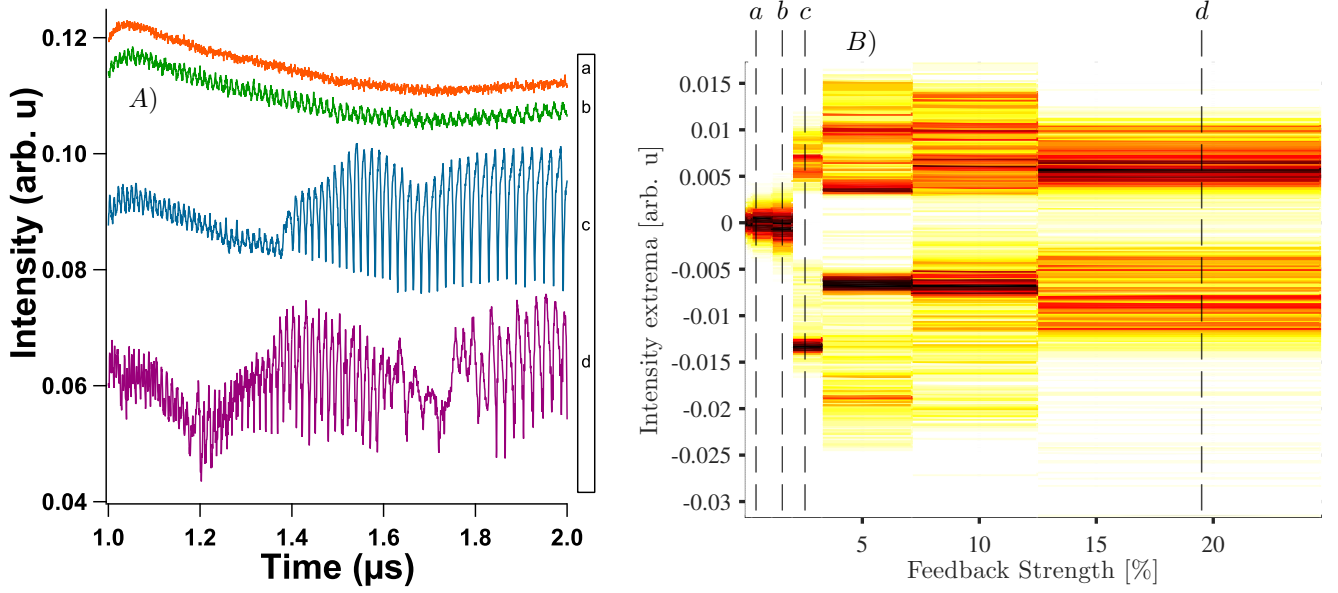 A)
Intensity (arb. u)
0.12
0.10
0.08
0.06
0.04
1.0
1.2
1.4
1.6
1.8
2.0
Time (µs)
a
b
c
d
a b c d
B)
Intensity extrema [arb. u]
0.015
0.01
0.005
0
-0.005
-0.01
-0.015
-0.02
-0.025
-0.03
5
10
15
20
Feedback Strength [%]